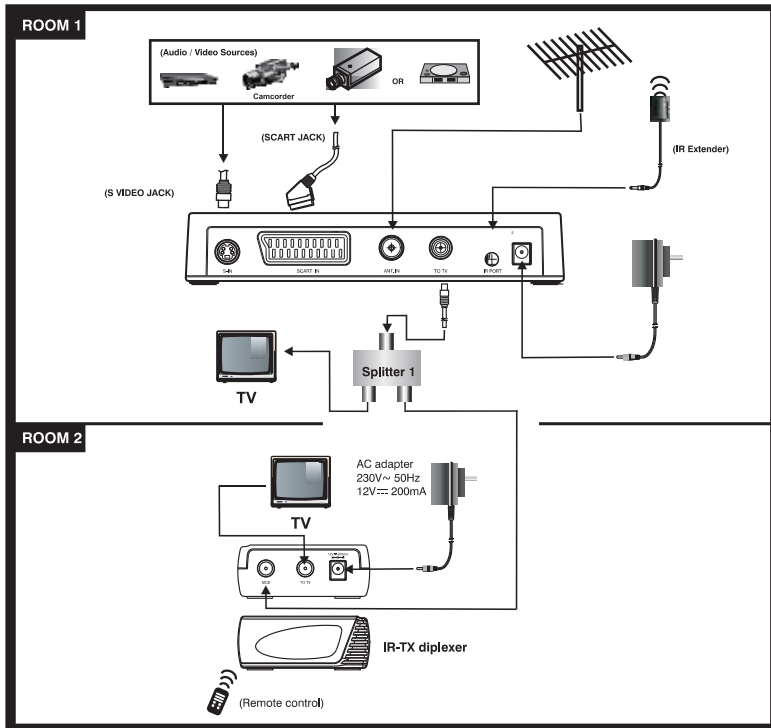 ROOM 1
(Audio / Video Sources)
Camcorder
OR
(SCART JACK)
(IR Extender)
(S VIDEO JACK)
S-IN
SCART IN
ANT.IN
TO TV
IR PORT
Splitter 1
TV
ROOM 2
AC adapter
230V~ 50Hz
12V⎓ 200mA
TV
12V⎓200mA
MOD
TO TV
IR-TX diplexer
(Remote control)